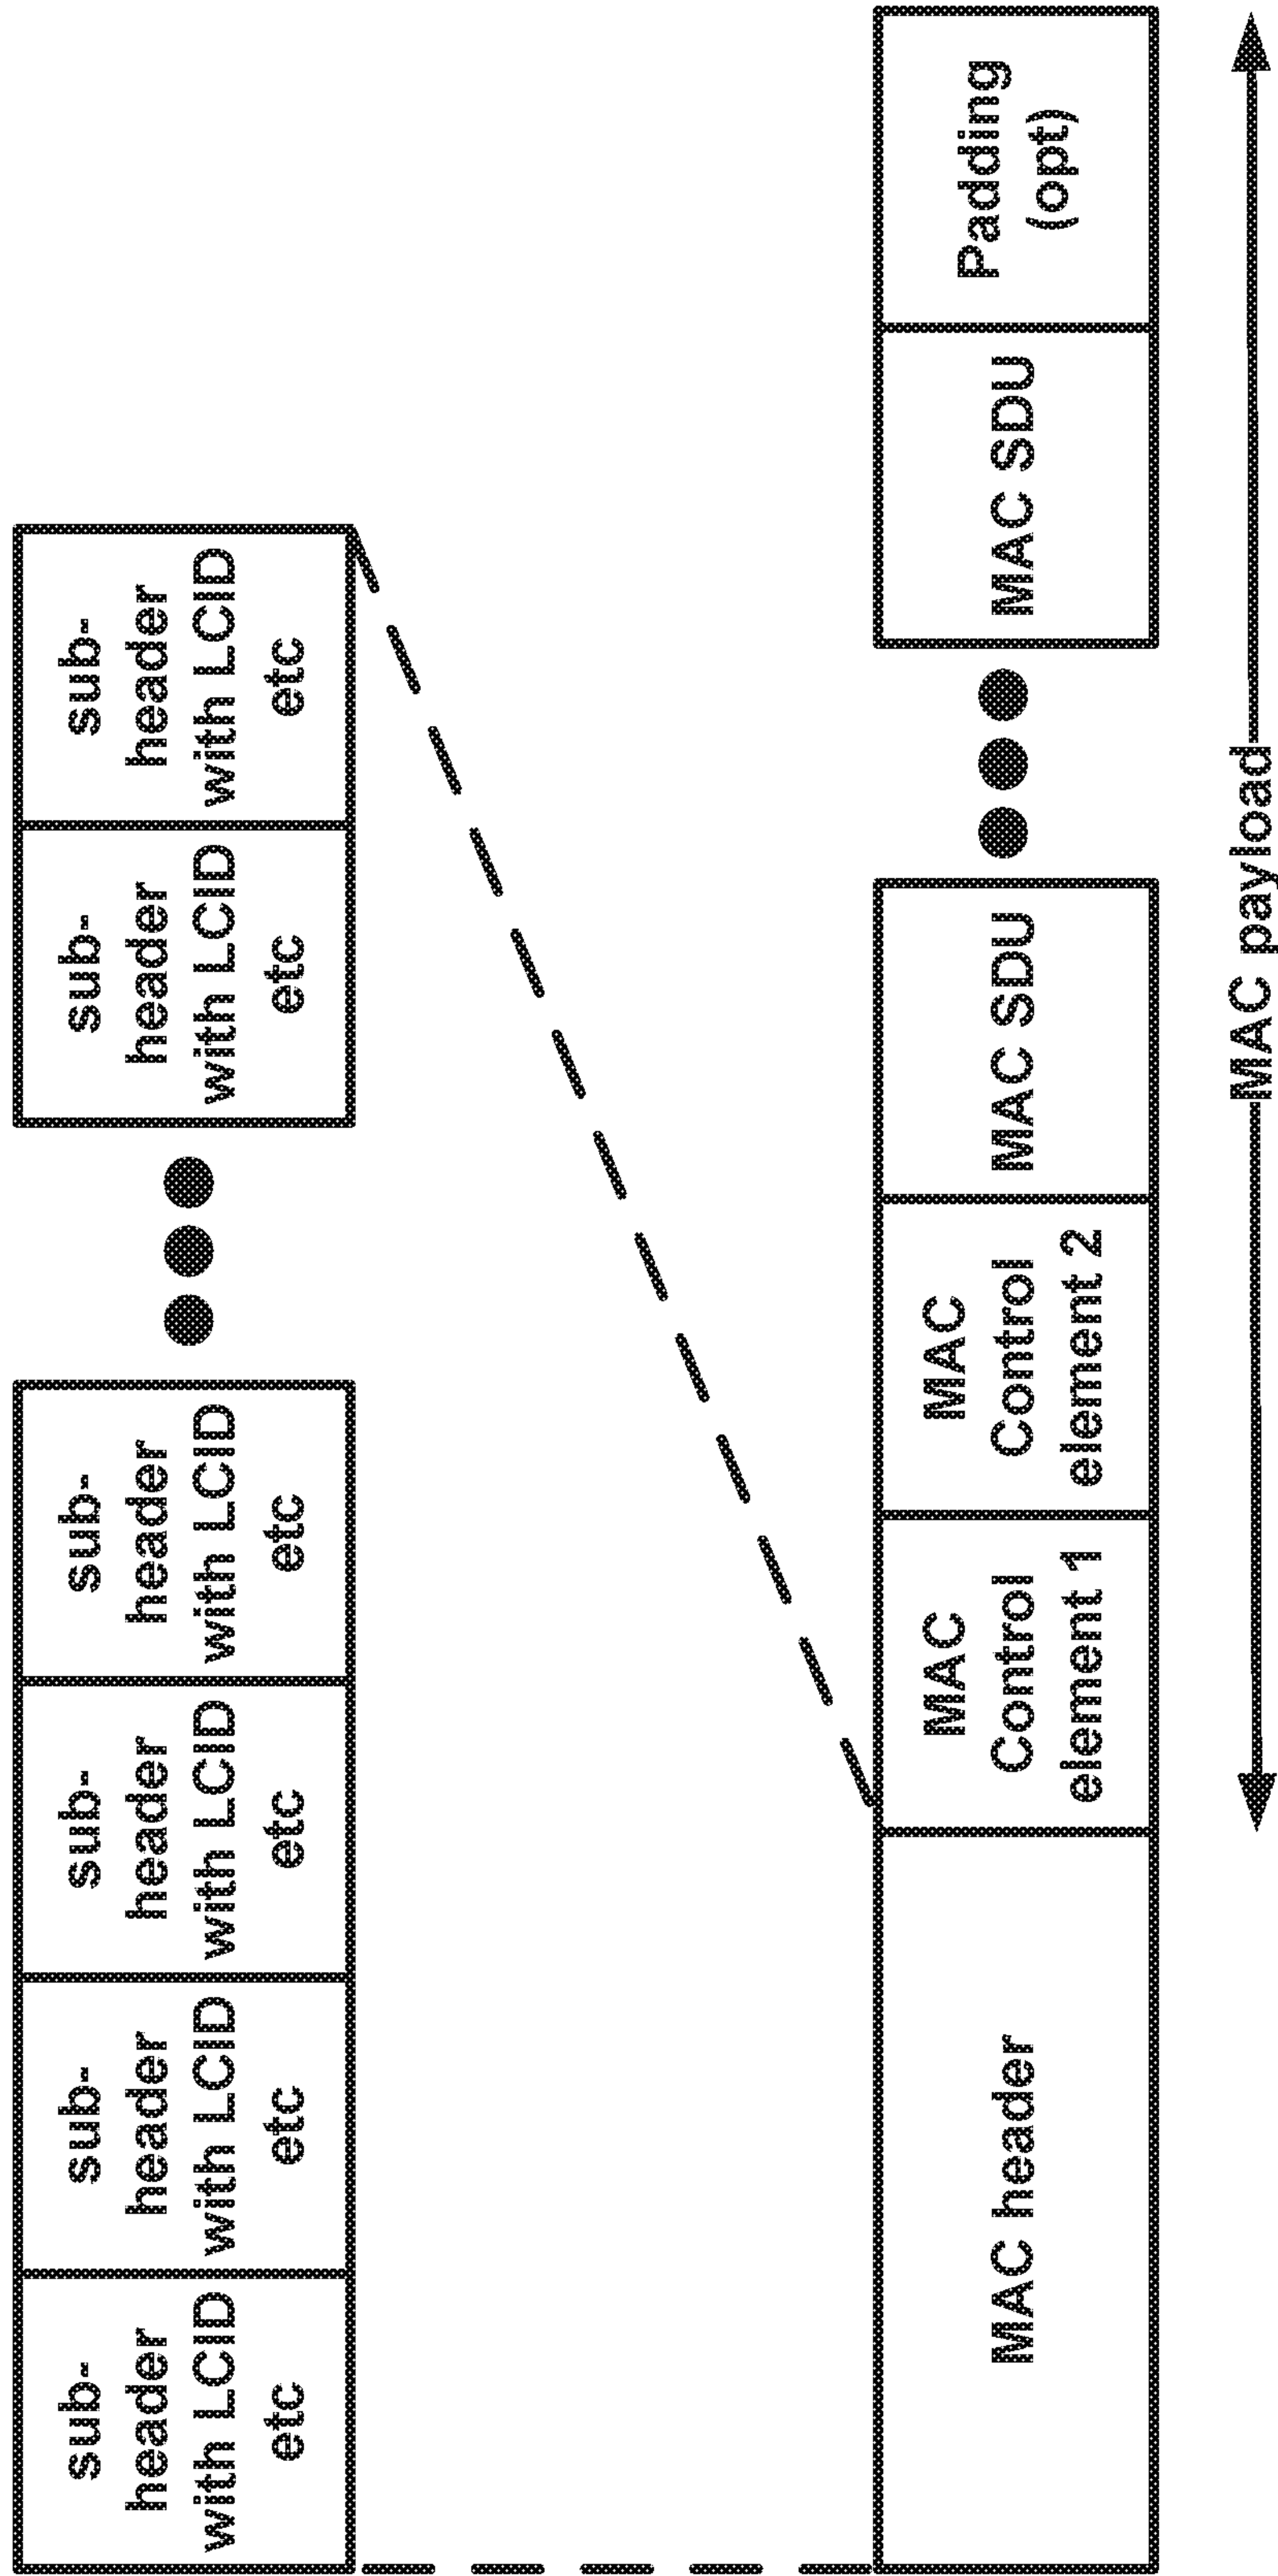 sub-
header
with LCID
etc
sub-
header
with LCID
etc
sub-
header
with LCID
etc
sub-
header
with LCID
etc
sub-
header
with LCID
etc
sub-
header
with LCID
etc
MAC header
MAC
Control
element 1
MAC
Control
element 2
MAC SDU
MAC SDU
Padding
(opt)
MAC payload